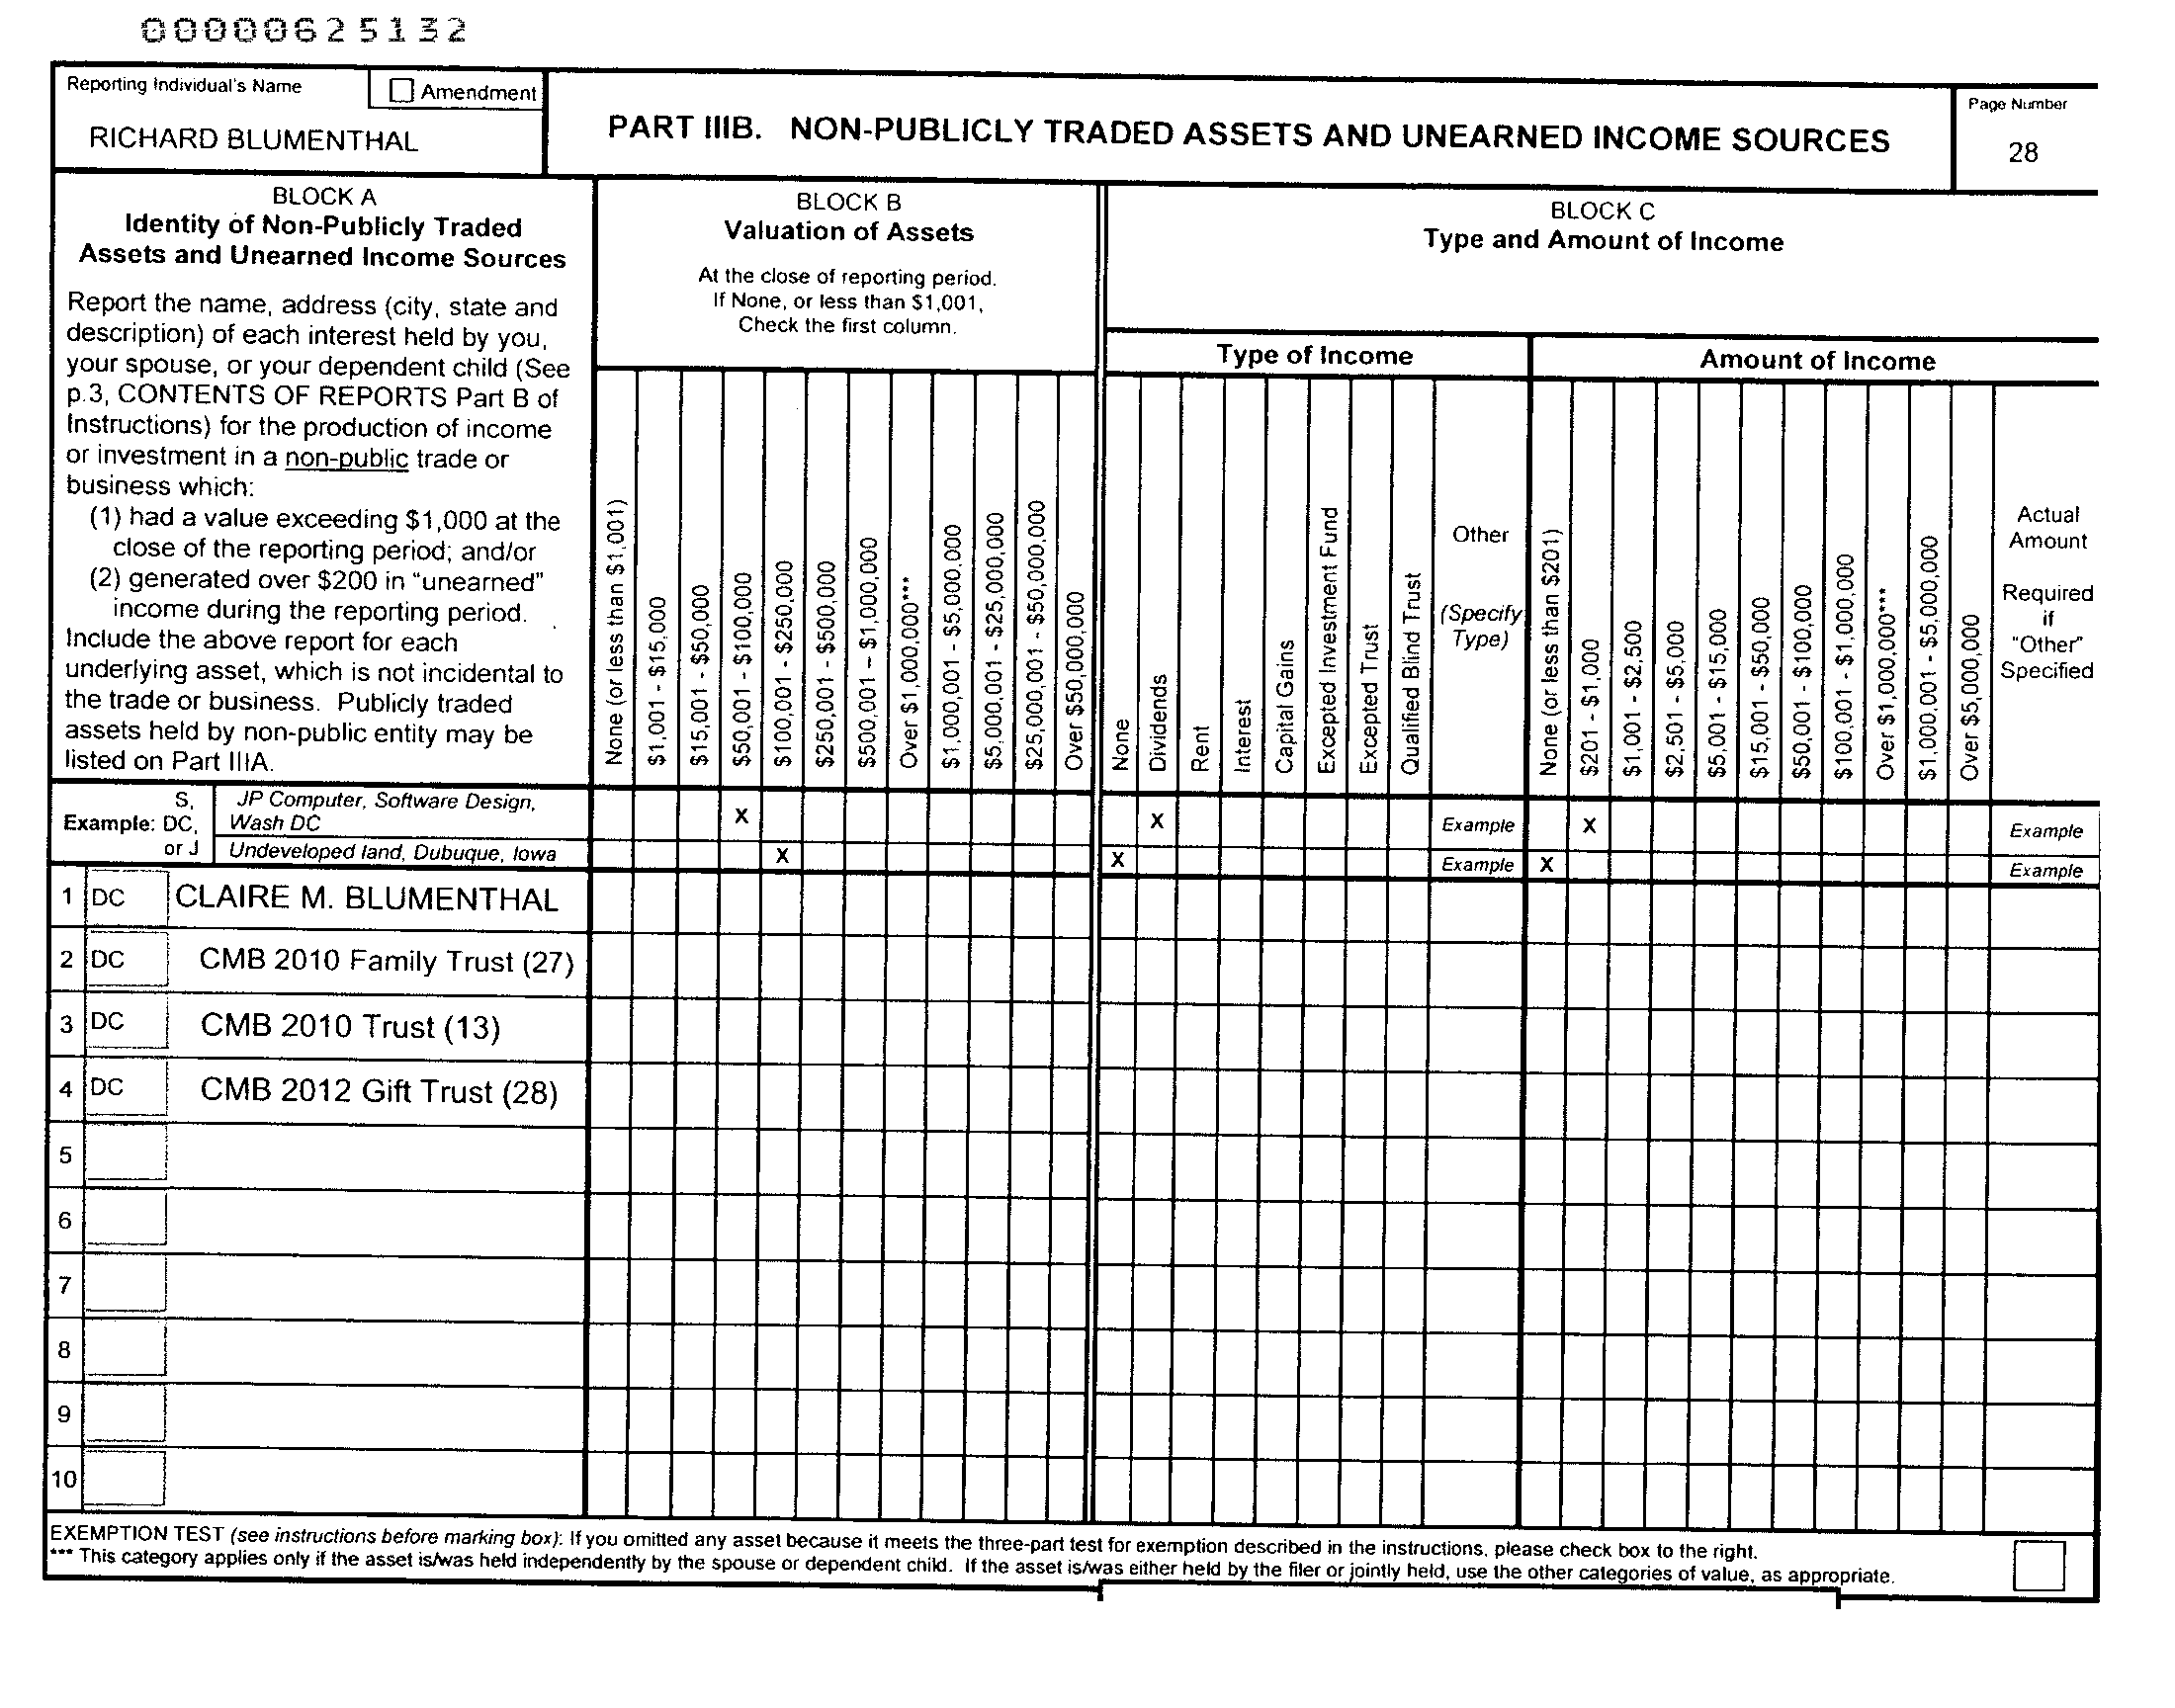 00000625132
Reporting Individual's Name
Amendment
RICHARD BLUMENTHAL
PART IIIB. NON-PUBLICLY TRADED ASSETS AND UNEARNED INCOME SOURCES
Page Number
28
BLOCK A
Identity of Non-Publicly Traded
Assets and Unearned Income Sources
Report the name, address (city, state and
description) of each interest held by you,
your spouse, or your dependent child (See
p.3, CONTENTS OF REPORTS Part B of
Instructions) for the production of income
or investment in a non-public trade or
business which:
(1) had a value exceeding $1,000 at the
close of the reporting period; and/or
(2) generated over $200 in "unearned"
income during the reporting period.
Include the above report for each
underlying asset, which is not incidental to
the trade or business. Publicly traded
assets held by non-public entity may be
listed on Part IIIA.
BLOCK B
Valuation of Assets
At the close of reporting period.
If None, or less than $1,001,
Check the first column.
None (or less than $1,001)
$1,001 - $15,000
$15,001 - $50,000
$50,001 - $100,000
$100,001 - $250,000
$250,001 - $500,000
$500,001 - $1,000,000
Over $1,000,000***
$1,000,001 - $5,000,000
$5,000,001 - $25,000,000
$25,000,001 - $50,000,000
Over $50,000,000
BLOCK C
Type and Amount of Income
Type of Income
None
Dividends
Rent
Interest
Capital Gains
Excepted Investment Fund
Excepted Trust
Qualified Blind Trust
Other
(Specify
Type)
Amount of Income
None (or less than $201)
$201 - $1,000
$1,001 - $2,500
$2,501 - $5,000
$5,001 - $15,000
$15,001 - $50,000
$50,001 - $100,000
$100,001 - $1,000,000
Over $1,000,000***
$1,000,001 - $5,000,000
Over $5,000,000
Actual
Amount
Required
if
"Other"
Specified
Example: S, DC, or J
JP Computer, Software Design,
Wash DC
X X Example X Example
Undeveloped land, Dubuque, Iowa X X Example X Example
1 DC CLAIRE M. BLUMENTHAL
2 DC CMB 2010 Family Trust (27)
3 DC CMB 2010 Trust (13)
4 DC CMB 2012 Gift Trust (28)
5
6
7
8
9
10
EXEMPTION TEST (see instructions before marking box): If you omitted any asset because it meets the three-part test for exemption described in the instructions, please check box to the right.
*** This category applies only if the asset is/was held independently by the spouse or dependent child. If the asset is/was either held by the filer or jointly held, use the other categories of value, as appropriate.